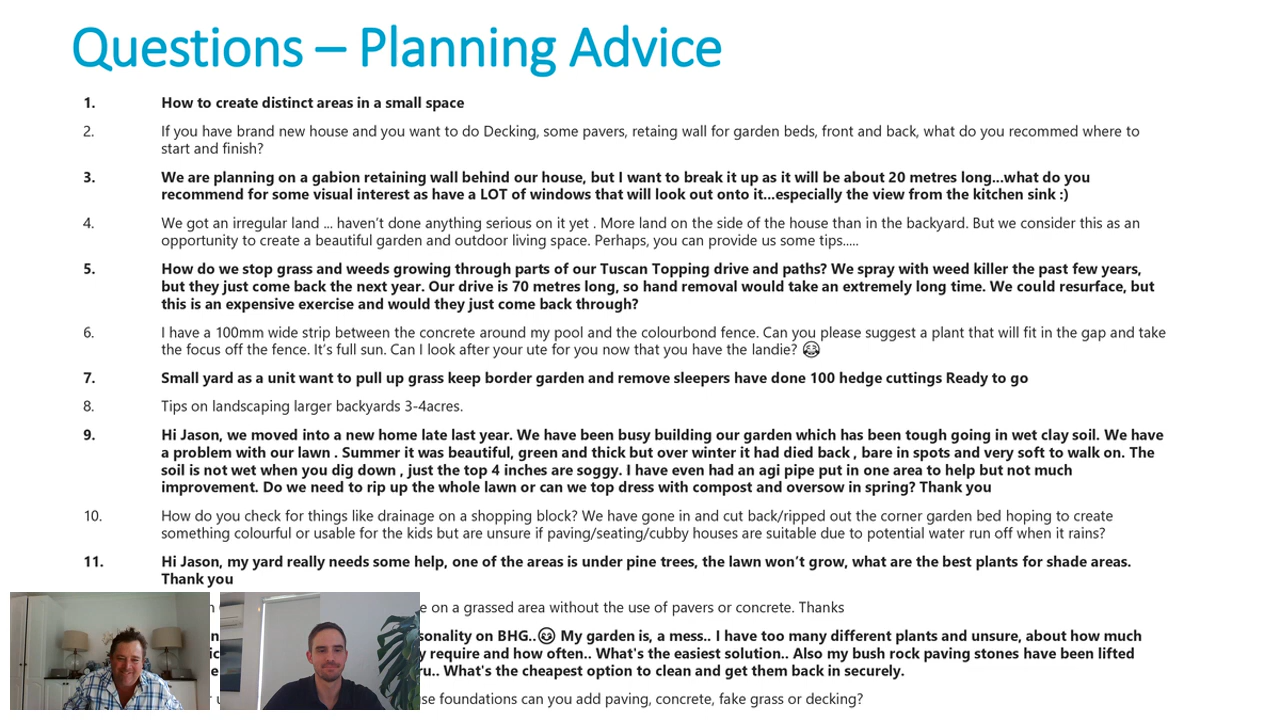 Questions – Planning Advice
1. How to create distinct areas in a small space
2. If you have brand new house and you want to do Decking, some pavers, retaing wall for garden beds, front and back, what do you recommed where to
start and finish?
3. We are planning on a gabion retaining wall behind our house, but I want to break it up as it will be about 20 metres long...what do you
recommend for some visual interest as have a LOT of windows that will look out onto it...especially the view from the kitchen sink :)
4. We got an irregular land ... haven't done anything serious on it yet . More land on the side of the house than in the backyard. But we consider this as an
opportunity to create a beautiful garden and outdoor living space. Perhaps, you can provide us some tips.....
5. How do we stop grass and weeds growing through parts of our Tuscan Topping drive and paths? We spray with weed killer the past few years,
but they just come back the next year. Our drive is 70 metres long, so hand removal would take an extremely long time. We could resurface, but
this is an expensive exercise and would they just come back through?
6. I have a 100mm wide strip between the concrete around my pool and the colourbond fence. Can you please suggest a plant that will fit in the gap and take
the focus off the fence. It's full sun. Can I look after your ute for you now that you have the landie? 😂
7. Small yard as a unit want to pull up grass keep border garden and remove sleepers have done 100 hedge cuttings Ready to go
8. Tips on landscaping larger backyards 3-4acres.
9. Hi Jason, we moved into a new home late last year. We have been busy building our garden which has been tough going in wet clay soil. We have
a problem with our lawn . Summer it was beautiful, green and thick but over winter it had died back , bare in spots and very soft to walk on. The
soil is not wet when you dig down , just the top 4 inches are soggy. I have even had an agi pipe put in one area to help but not much
improvement. Do we need to rip up the whole lawn or can we top dress with compost and oversow in spring? Thank you
10. How do you check for things like drainage on a shopping block? We have gone in and cut back/ripped out the corner garden bed hoping to create
something colourful or usable for the kids but are unsure if paving/seating/cubby houses are suitable due to potential water run off when it rains?
11. Hi Jason, my yard really needs some help, one of the areas is under pine trees, the lawn won't grow, what are the best plants for shade areas.
Thank you
on a grassed area without the use of pavers or concrete. Thanks
on BHG..😋 My garden is, a mess.. I have too many different plants and unsure, about how much
require and how often.. What's the easiest solution.. Also my bush rock paving stones have been lifted
What's the cheapest option to clean and get them back in securely.
foundations can you add paving, concrete, fake grass or decking?